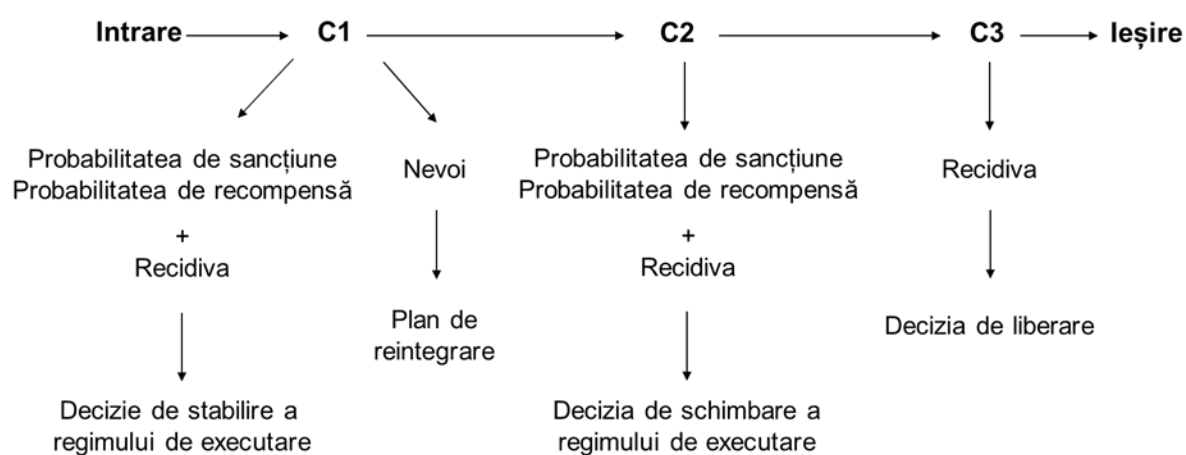 Intrare C1 C2 C3 Ieșire
Probabilitatea de sancțiune
Probabilitatea de recompensă
+
Recidiva
Decizie de stabilire a
regimului de executare
Nevoi
Plan de
reintegrare
Probabilitatea de sancțiune
Probabilitatea de recompensă
+
Recidiva
Decizia de schimbare a
regimului de executare
Recidiva
Decizia de liberare